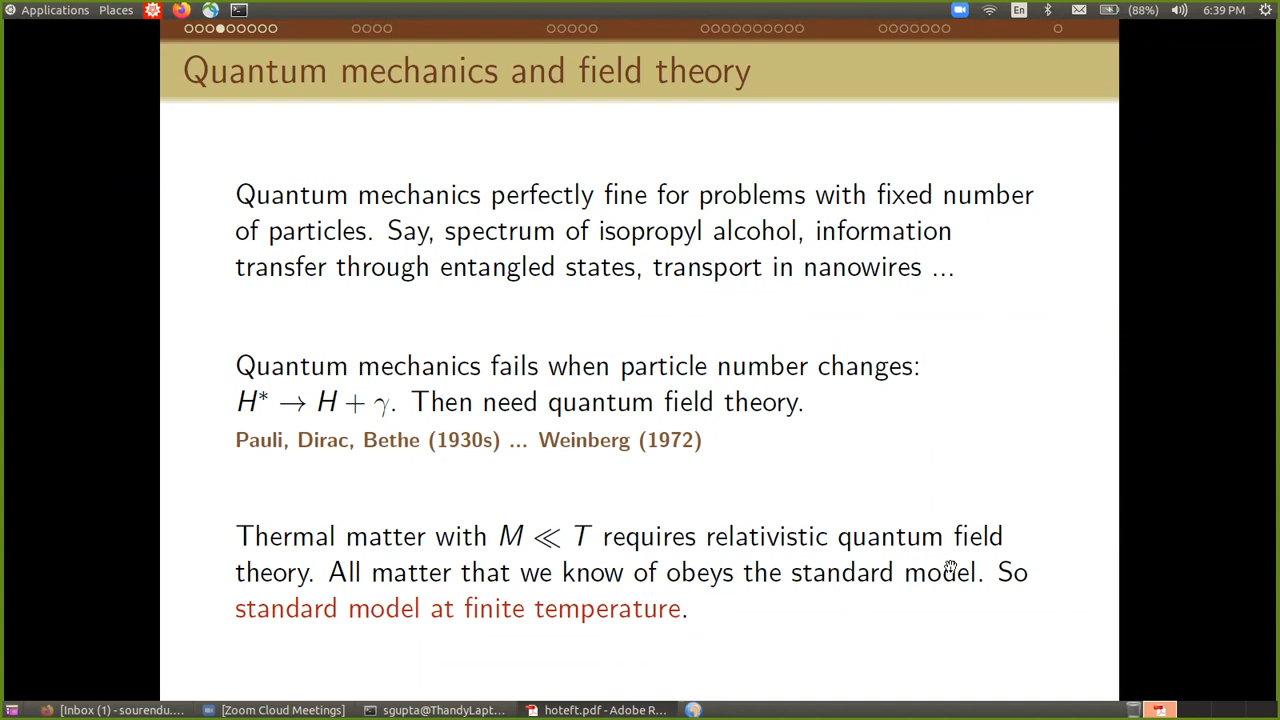 Applications Places En (88%) 6:39 PM
Quantum mechanics and field theory
Quantum mechanics perfectly fine for problems with fixed number
of particles. Say, spectrum of isopropyl alcohol, information
transfer through entangled states, transport in nanowires ...
Quantum mechanics fails when particle number changes:
H* → H + γ. Then need quantum field theory.
Pauli, Dirac, Bethe (1930s) ... Weinberg (1972)
Thermal matter with M ≪ T requires relativistic quantum field
theory. All matter that we know of obeys the standard model. So
standard model at finite temperature.
[Inbox (1) - sourendu.... [Zoom Cloud Meetings] sgupta@ThandyLapt... hoteft.pdf - Adobe R...